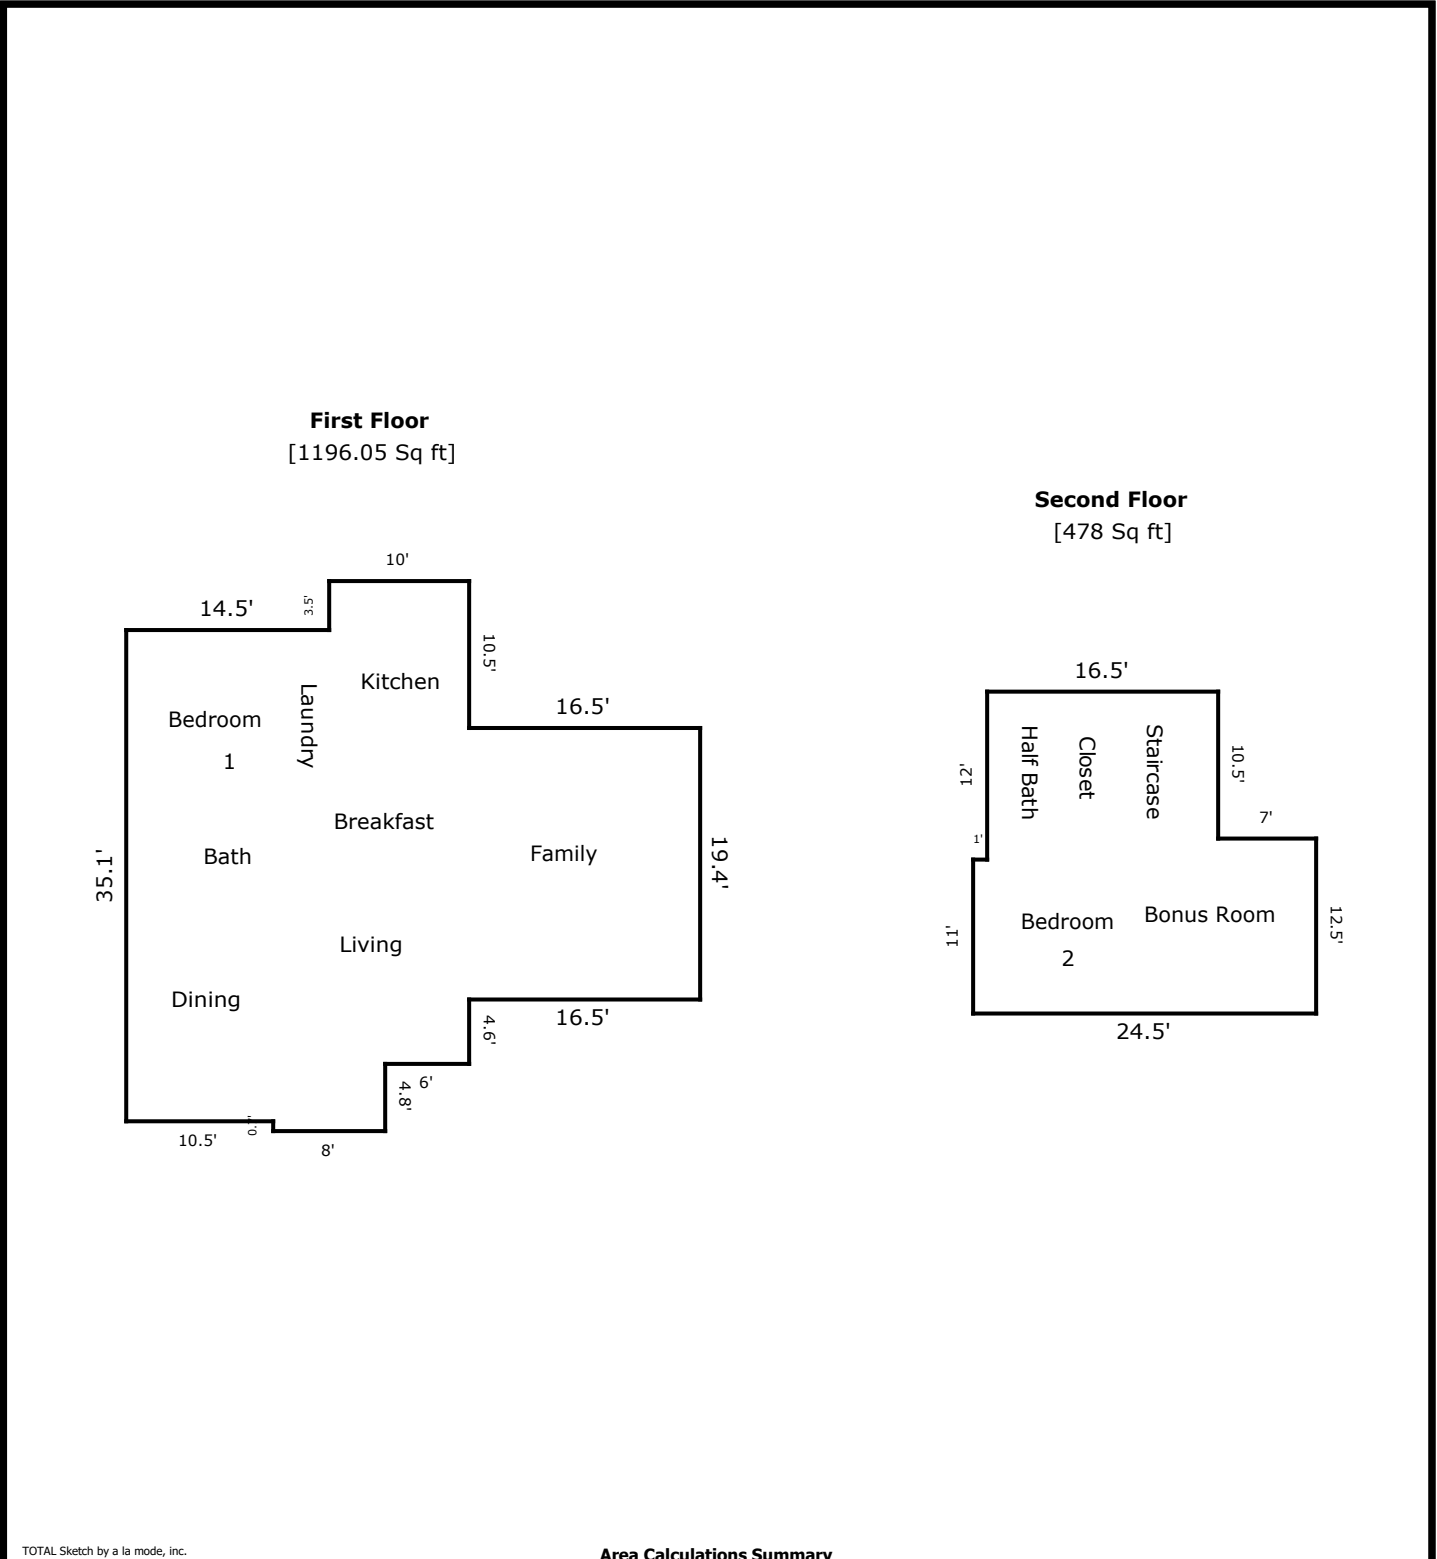 First Floor
[1196.05 Sq ft]
10'
14.5'
3.5'
10.5'
Kitchen
Laundry
Bedroom
1
16.5'
Breakfast
Bath
Family
35.1'
19.4'
Living
Dining
16.5'
4.6'
6'
4.8'
10.5'
8'
Second Floor
[478 Sq ft]
16.5'
12'
Half Bath
Closet
Staircase
10.5'
1'
7'
11'
Bedroom
2
Bonus Room
12.5'
24.5'
TOTAL Sketch by a la mode, inc.
Area Calculations Summary